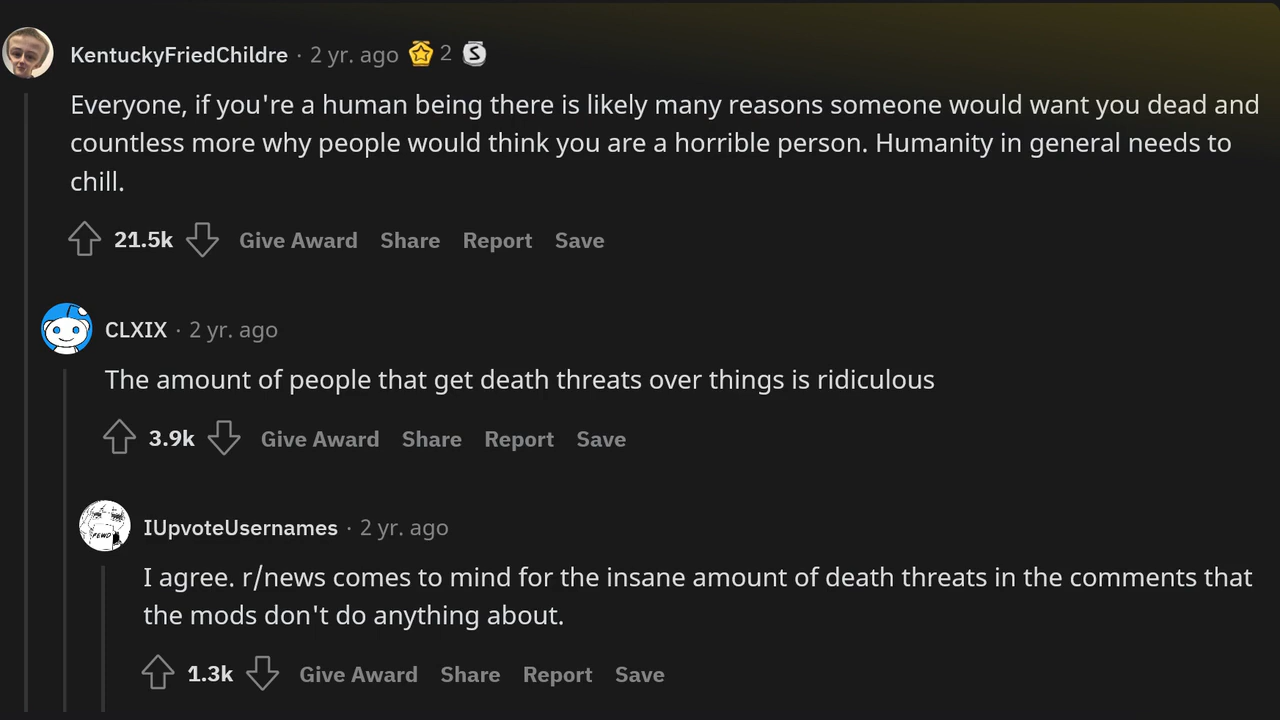 KentuckyFriedChildre · 2 yr. ago 2 S
Everyone, if you're a human being there is likely many reasons someone would want you dead and
countless more why people would think you are a horrible person. Humanity in general needs to
chill.
21.5k Give Award Share Report Save
CLXIX · 2 yr. ago
The amount of people that get death threats over things is ridiculous
3.9k Give Award Share Report Save
PEWD
IUpvoteUsernames · 2 yr. ago
I agree. r/news comes to mind for the insane amount of death threats in the comments that
the mods don't do anything about.
1.3k Give Award Share Report Save